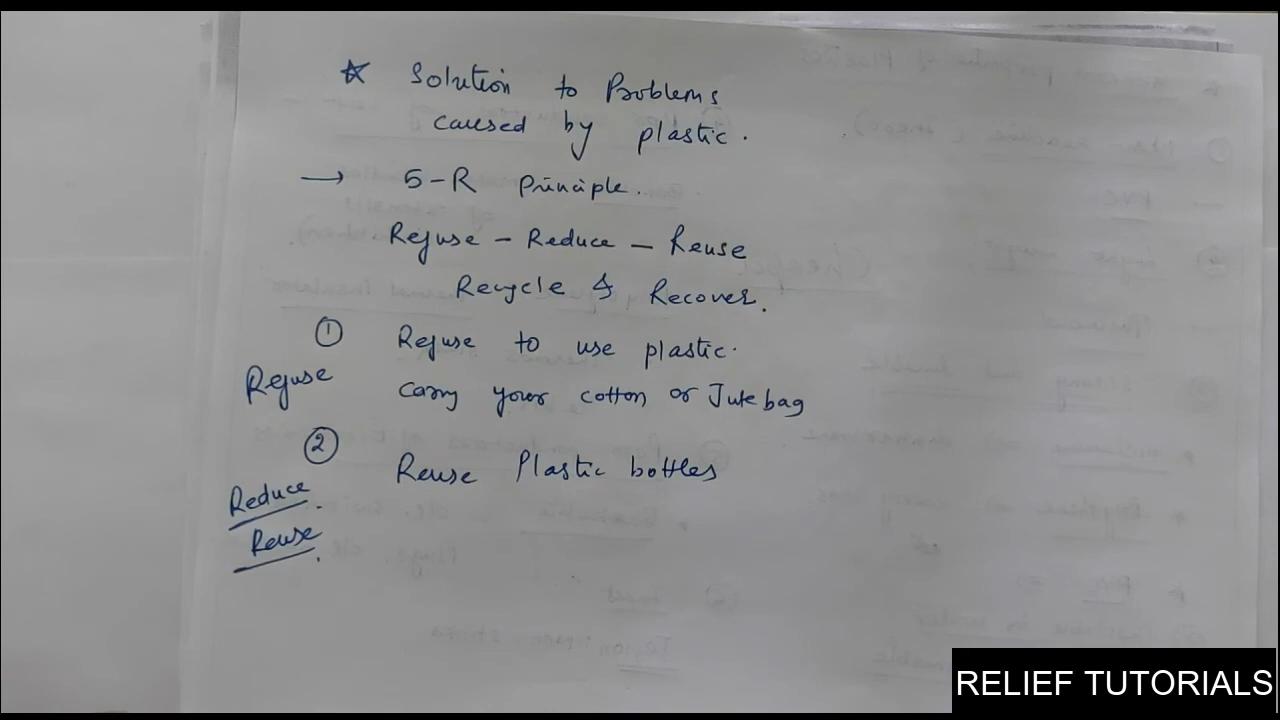 ☆ Solution to Problems
caused by plastic.
→ 5-R Principle.
Refuse - Reduce - Reuse
Recycle & Recover.
① Refuse to use plastic.
Refuse
carry your cotton or Jute bag
②
Reuse Plastic bottles
Reduce.
Reuse.
RELIEF TUTORIALS